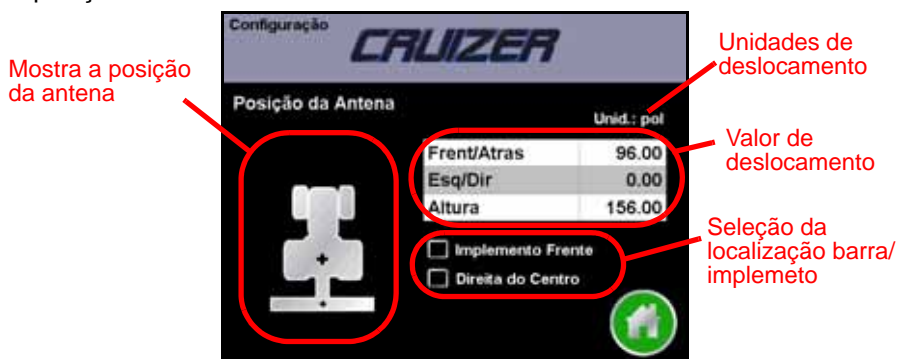 Configuração
CRUIZER
Unidades de
deslocamento
Mostra a posição
da antena
Posição da Antena
Unid.: pol
Frent/Atras 96.00
Esq/Dir 0.00
Altura 156.00
Valor de
deslocamento
Implemento Frente
Direita do Centro
Seleção da
localização barra/
implemeto